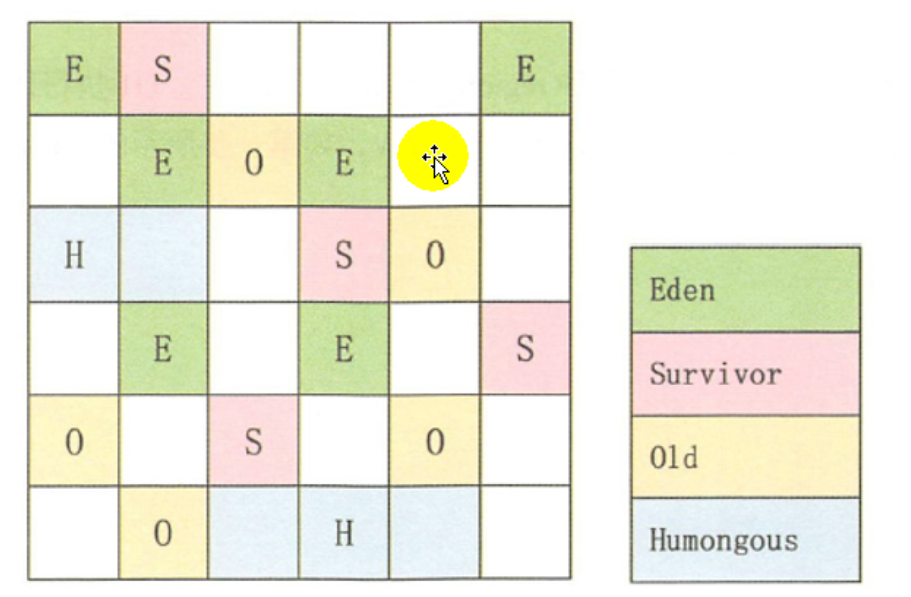 E S E
E O E
H S O
E E S
O S O
O H
Eden
Survivor
Old
Humongous